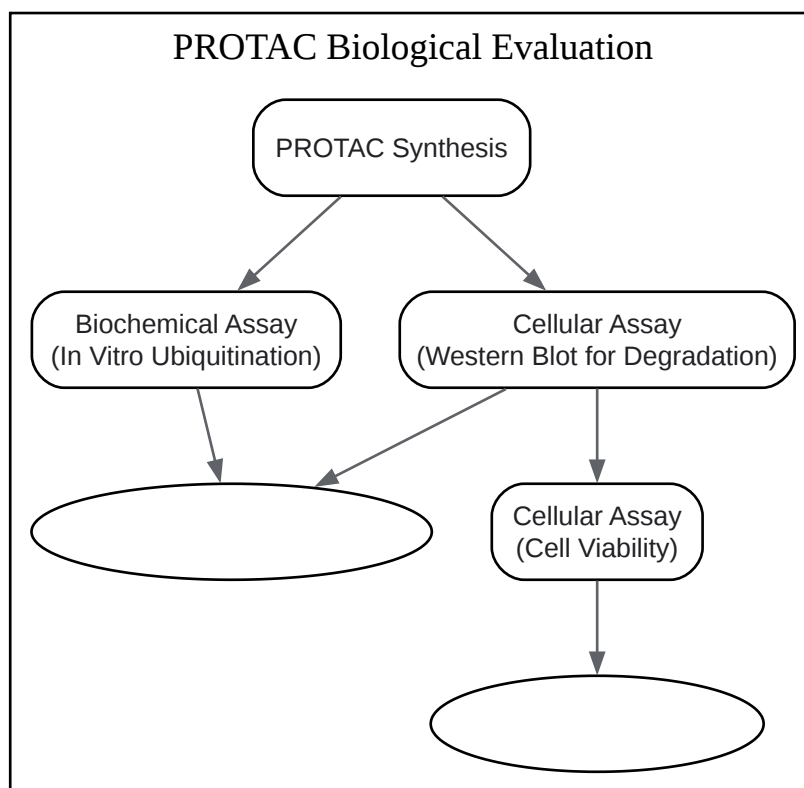 PROTAC Biological Evaluation
PROTAC Synthesis
Biochemical Assay
(In Vitro Ubiquitination)
Cellular Assay
(Western Blot for Degradation)
Cellular Assay
(Cell Viability)